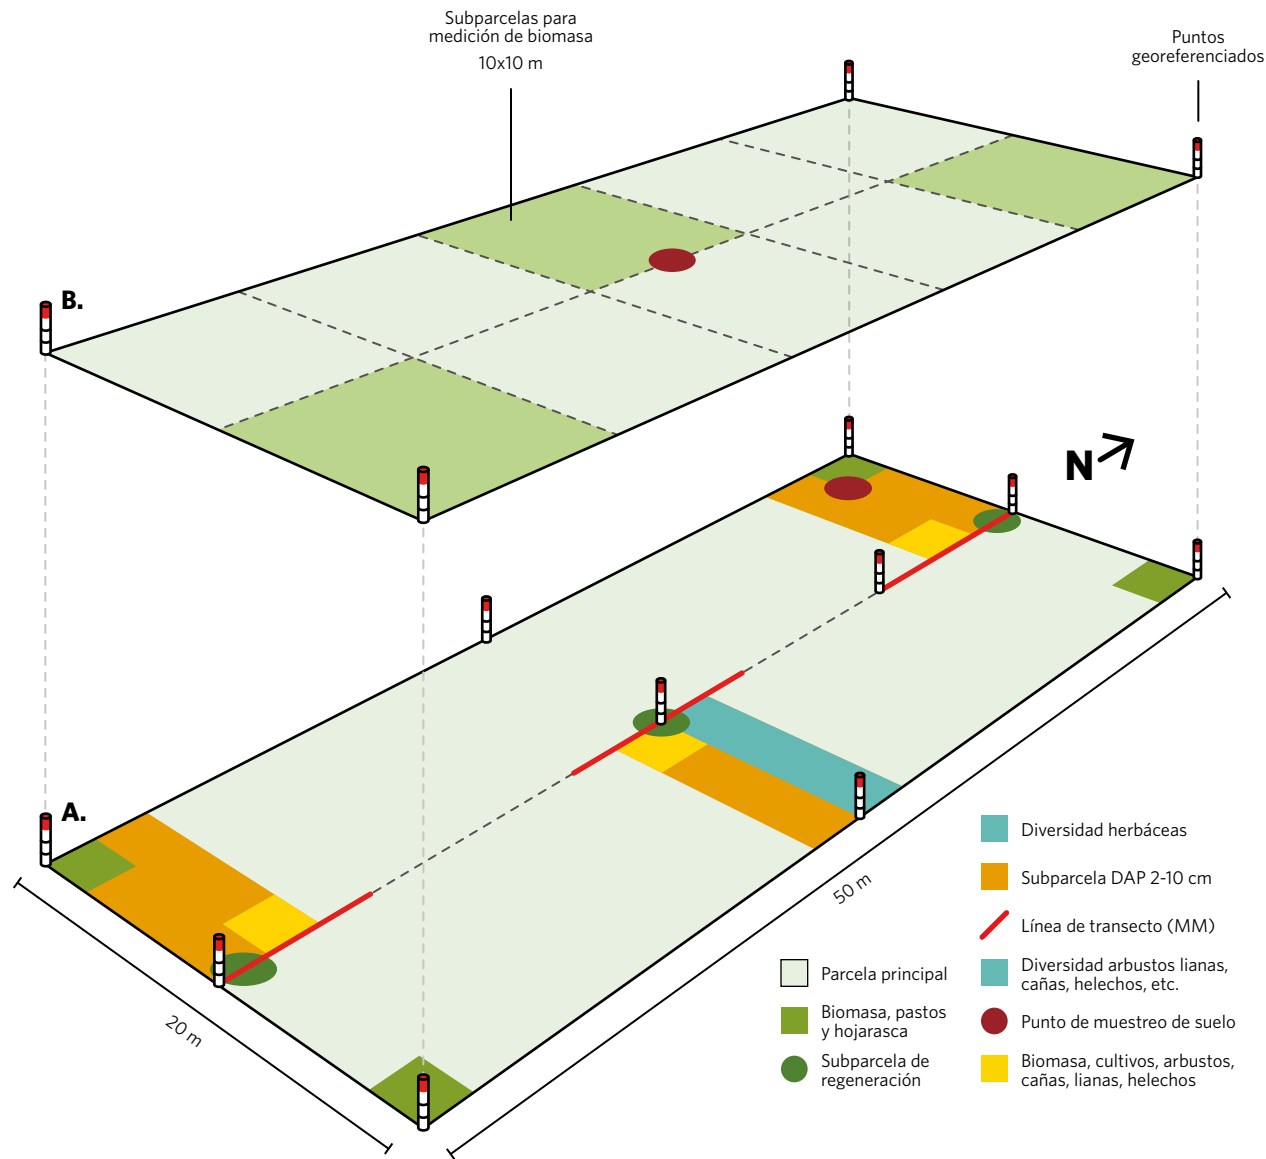 Subparcelas para
medición de biomasa
10x10 m
Puntos
georeferenciados
B.
N
A.
20 m
50 m
Parcela principal
Biomasa, pastos
y hojarasca
Subparcela de
regeneración
Diversidad herbáceas
Subparcela DAP 2-10 cm
Línea de transecto (MM)
Diversidad arbustos lianas,
cañas, helechos, etc.
Punto de muestreo de suelo
Biomasa, cultivos, arbustos,
cañas, lianas, helechos